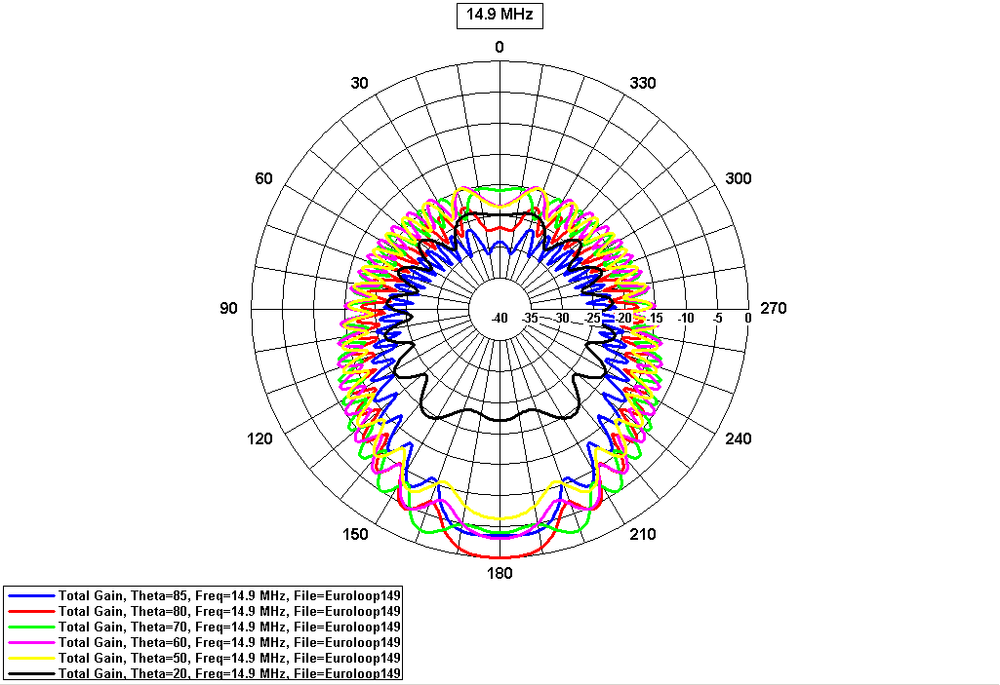 14.9 MHz
0
30
330
60
300
90
270
-40 -35 -30 -25 -20 -15 -10 -5 0
120
240
150
210
180
Total Gain, Theta=85, Freq=14.9 MHz, File=Euroloop149
Total Gain, Theta=80, Freq=14.9 MHz, File=Euroloop149
Total Gain, Theta=70, Freq=14.9 MHz, File=Euroloop149
Total Gain, Theta=60, Freq=14.9 MHz, File=Euroloop149
Total Gain, Theta=50, Freq=14.9 MHz, File=Euroloop149
Total Gain, Theta=20, Freq=14.9 MHz, File=Euroloop149